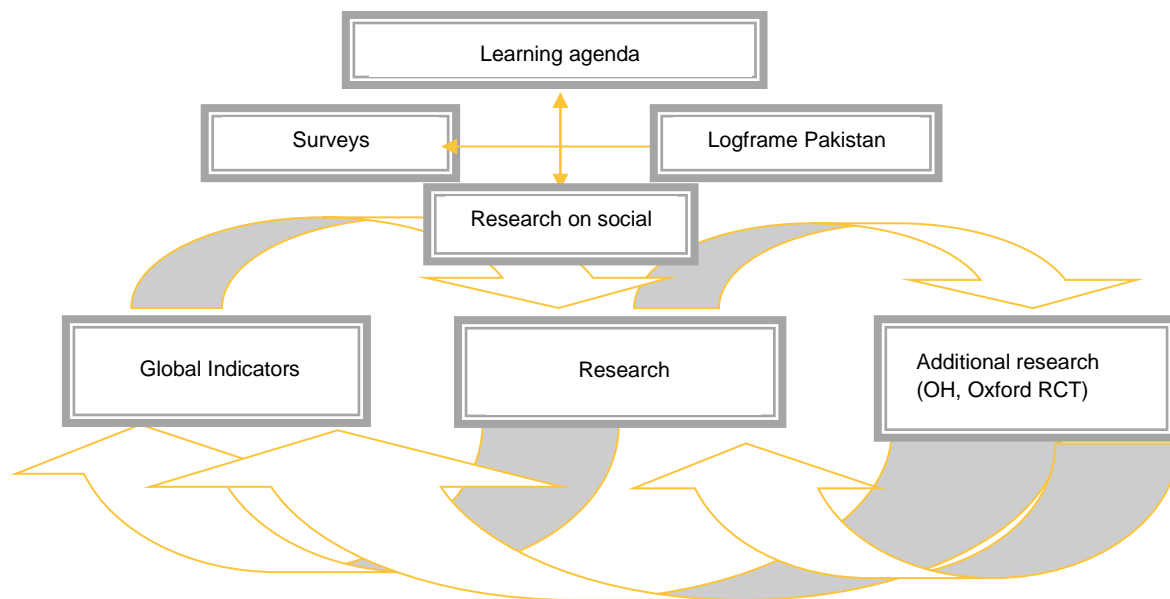 Learning agenda
Surveys
Logframe Pakistan
Research on social
Global Indicators
Research
Additional research
(OH, Oxford RCT)